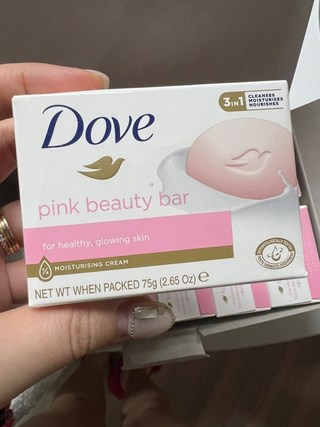 3 IN 1
CLEANSES
MOISTURISES
NOURISHES
Dove
pink beauty bar
for healthy, glowing skin
¼ MOISTURISING CREAM
NET WT WHEN PACKED 75g (2.65 Oz) ℮